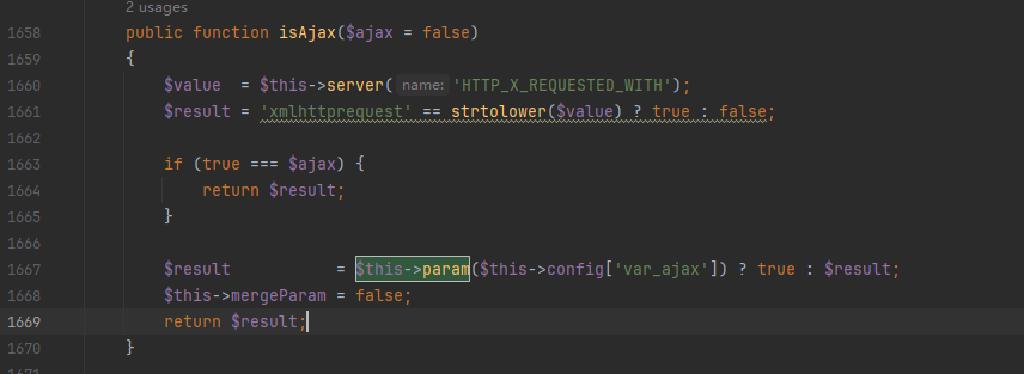 2 usages
1658 public function isAjax($ajax = false)
1659 {
1660 $value = $this->server( name: 'HTTP_X_REQUESTED_WITH');
1661 $result = 'xmlhttprequest' == strtolower($value) ? true : false;
1662
1663 if (true === $ajax) {
1664 return $result;
1665 }
1666
1667 $result = $this->param($this->config['var_ajax']) ? true : $result;
1668 $this->mergeParam = false;
1669 return $result;
1670 }
1671